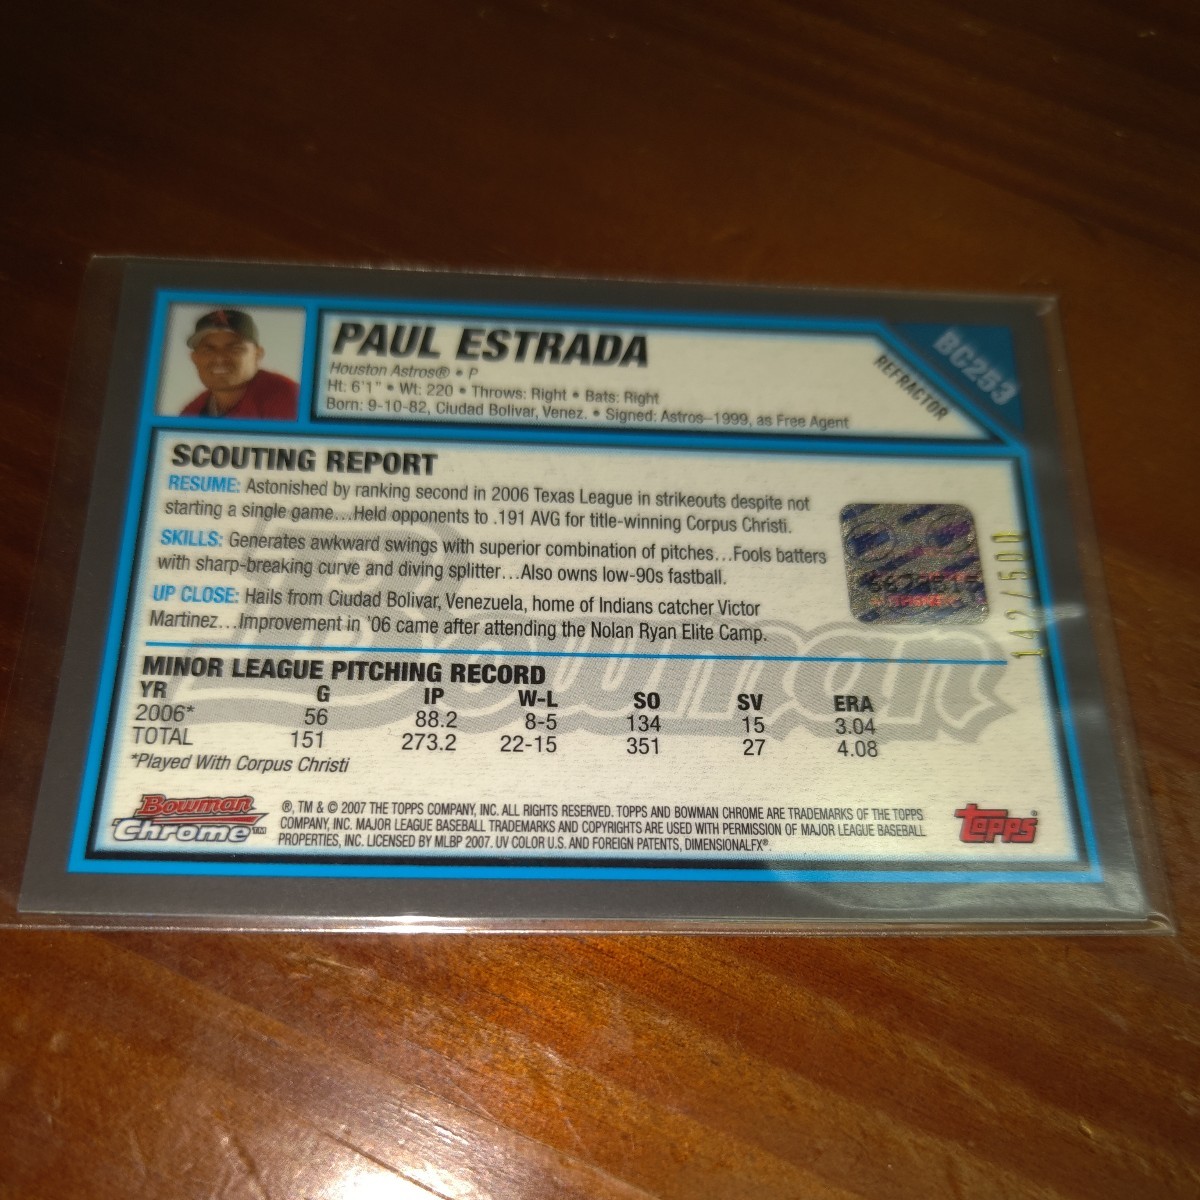 PAUL ESTRADA
Houston Astros® • P
Ht: 6'1" • Wt: 220 • Throws: Right • Bats: Right
Born: 9-10-82, Ciudad Bolivar, Venez. • Signed: Astros–1999, as Free Agent
BC253
REFRACTOR
SCOUTING REPORT
RESUME: Astonished by ranking second in 2006 Texas League in strikeouts despite not
starting a single game...Held opponents to .191 AVG for title-winning Corpus Christi.
SKILLS: Generates awkward swings with superior combination of pitches...Fools batters
with sharp-breaking curve and diving splitter...Also owns low-90s fastball.
UP CLOSE: Hails from Ciudad Bolivar, Venezuela, home of Indians catcher Victor
Martinez...Improvement in '06 came after attending the Nolan Ryan Elite Camp.
142/500
Bowman
MINOR LEAGUE PITCHING RECORD
YR G IP W-L SO SV ERA
2006* 56 88.2 8-5 134 15 3.04
TOTAL 151 273.2 22-15 351 27 4.08
*Played With Corpus Christi
Bowman
Chrome™
®, TM & © 2007 THE TOPPS COMPANY, INC. ALL RIGHTS RESERVED. TOPPS AND BOWMAN CHROME ARE TRADEMARKS OF THE TOPPS
COMPANY, INC. MAJOR LEAGUE BASEBALL TRADEMARKS AND COPYRIGHTS ARE USED WITH PERMISSION OF MAJOR LEAGUE BASEBALL
PROPERTIES, INC. LICENSED BY MLBP 2007. UV COLOR U.S. AND FOREIGN PATENTS, DIMENSIONALFX®.
Topps®